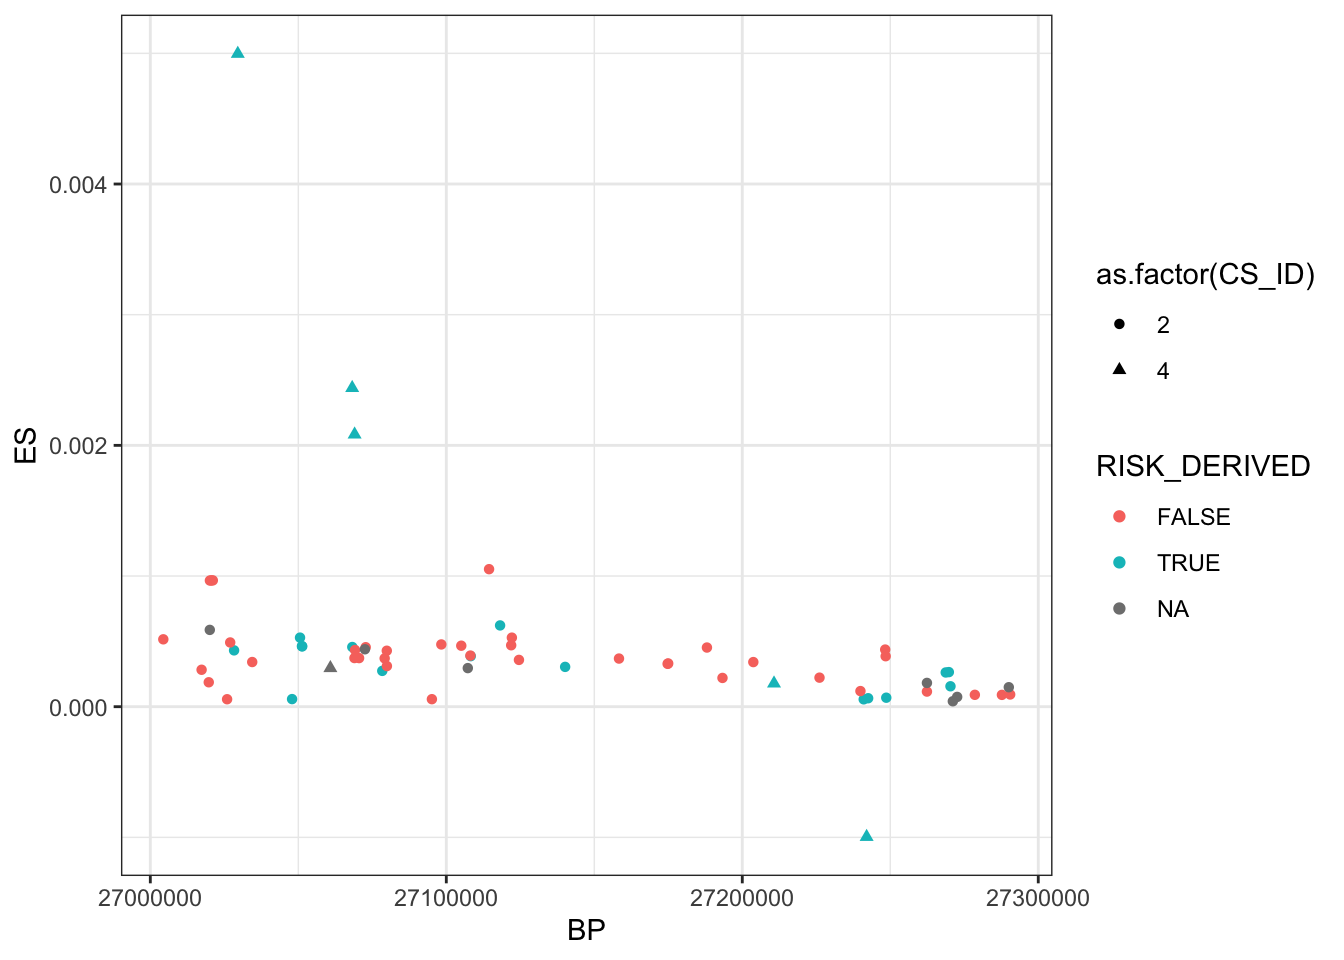 0.004
0.002
0.000
ES
27000000
27100000
27200000
27300000
BP
as.factor(CS_ID)
2
4
RISK_DERIVED
FALSE
TRUE
NA